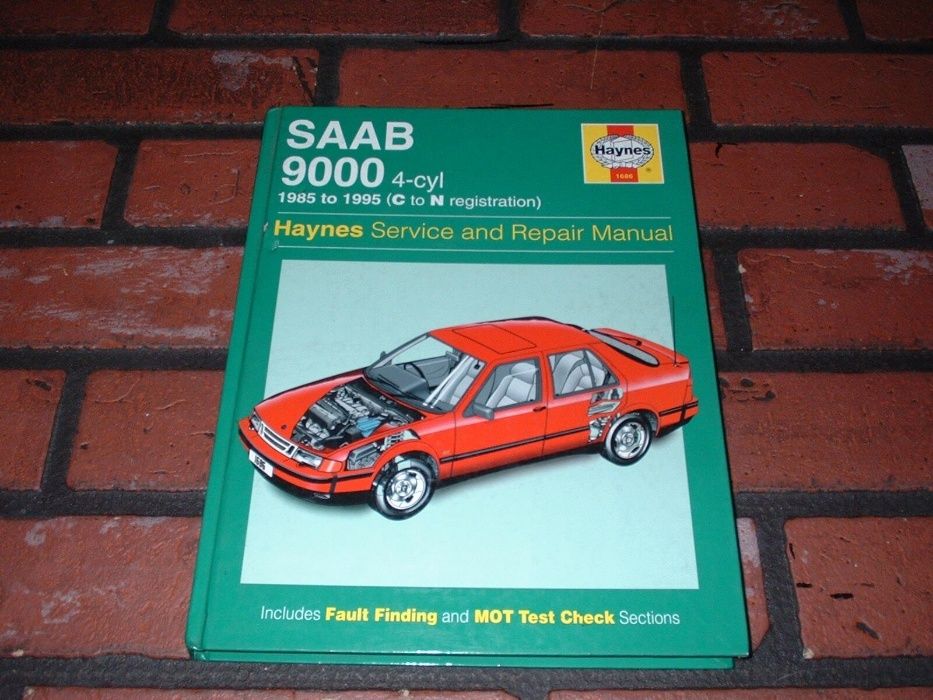 SAAB
9000 4-cyl
1985 to 1995 (C to N registration)
Haynes
1686
Haynes Service and Repair Manual
Includes Fault Finding and MOT Test Check Sections